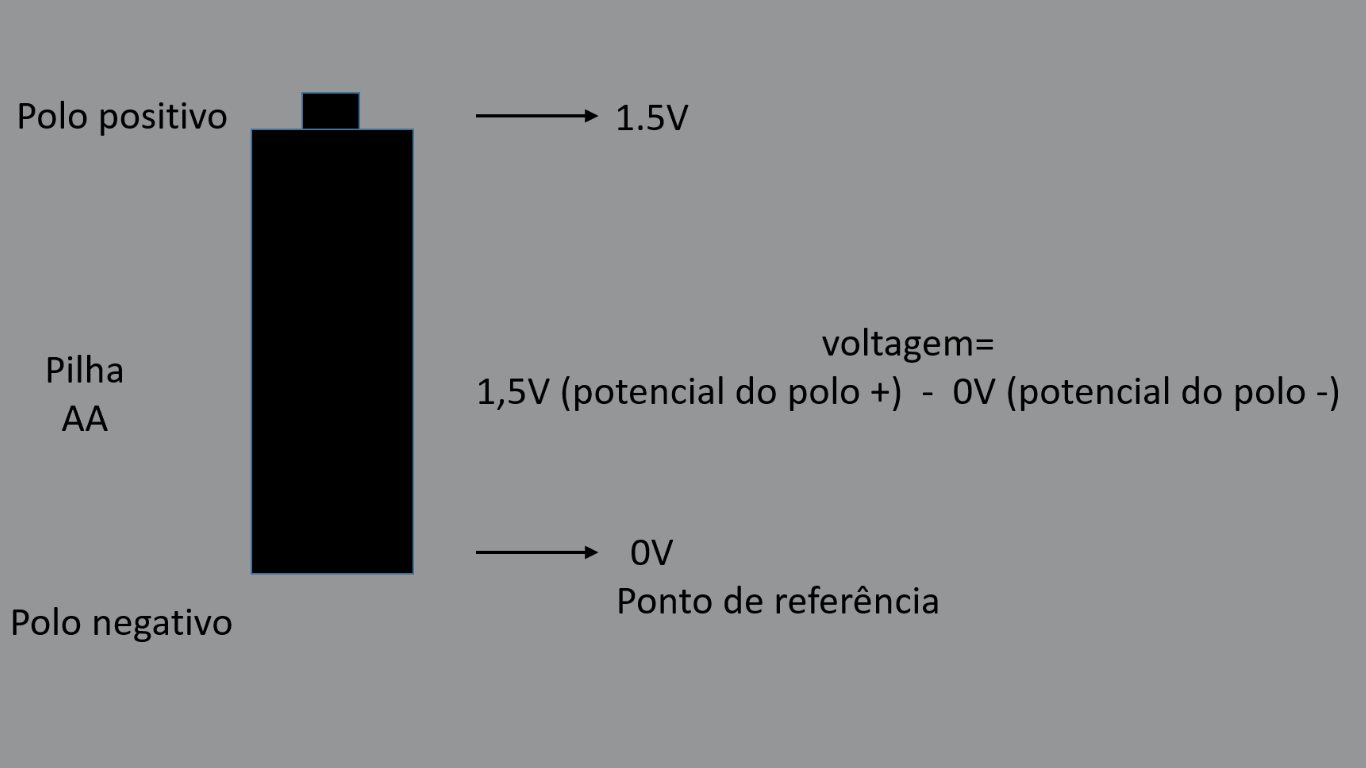 Polo positivo
1.5V
voltagem=
1,5V (potencial do polo +)  -  0V (potencial do polo -)
Pilha
AA
0V
Ponto de referência
Polo negativo